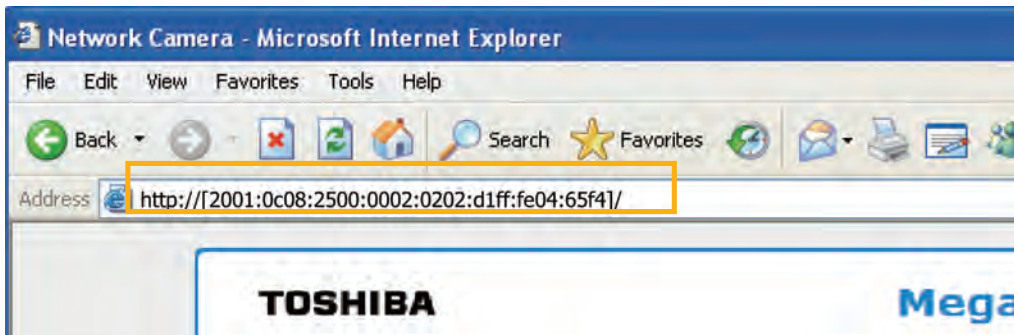 Network Camera - Microsoft Internet Explorer
File Edit View Favorites Tools Help
Back Search Favorites
Address http://[2001:0c08:2500:0002:0202:d1ff:fe04:65f4]/
TOSHIBA Mega